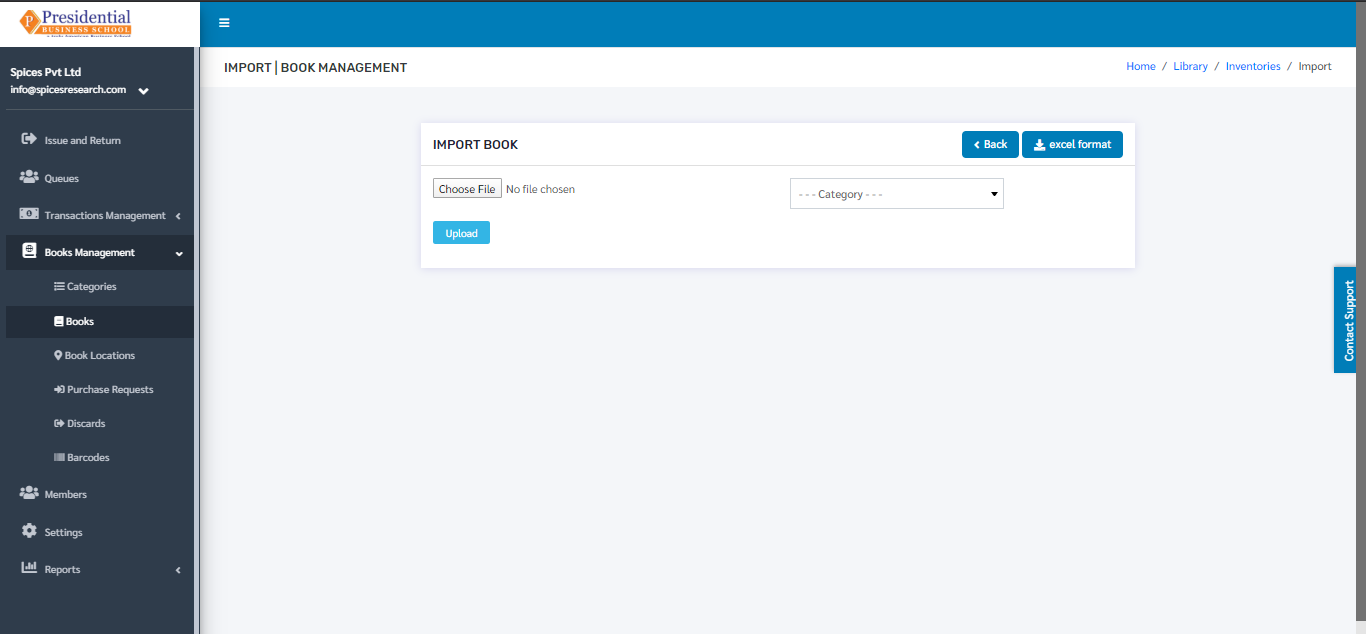 Presidential
BUSINESS SCHOOL
Spices Pvt Ltd
info@spicesresearch.com
Issue and Return
Queues
Transactions Management
Books Management
Categories
Books
Book Locations
Purchase Requests
Discards
Barcodes
Members
Settings
Reports
IMPORT | BOOK MANAGEMENT
Home / Library / Inventories / Import
IMPORT BOOK
Back
excel format
Choose File No file chosen
- - - Category - - -
Upload
Contact Support